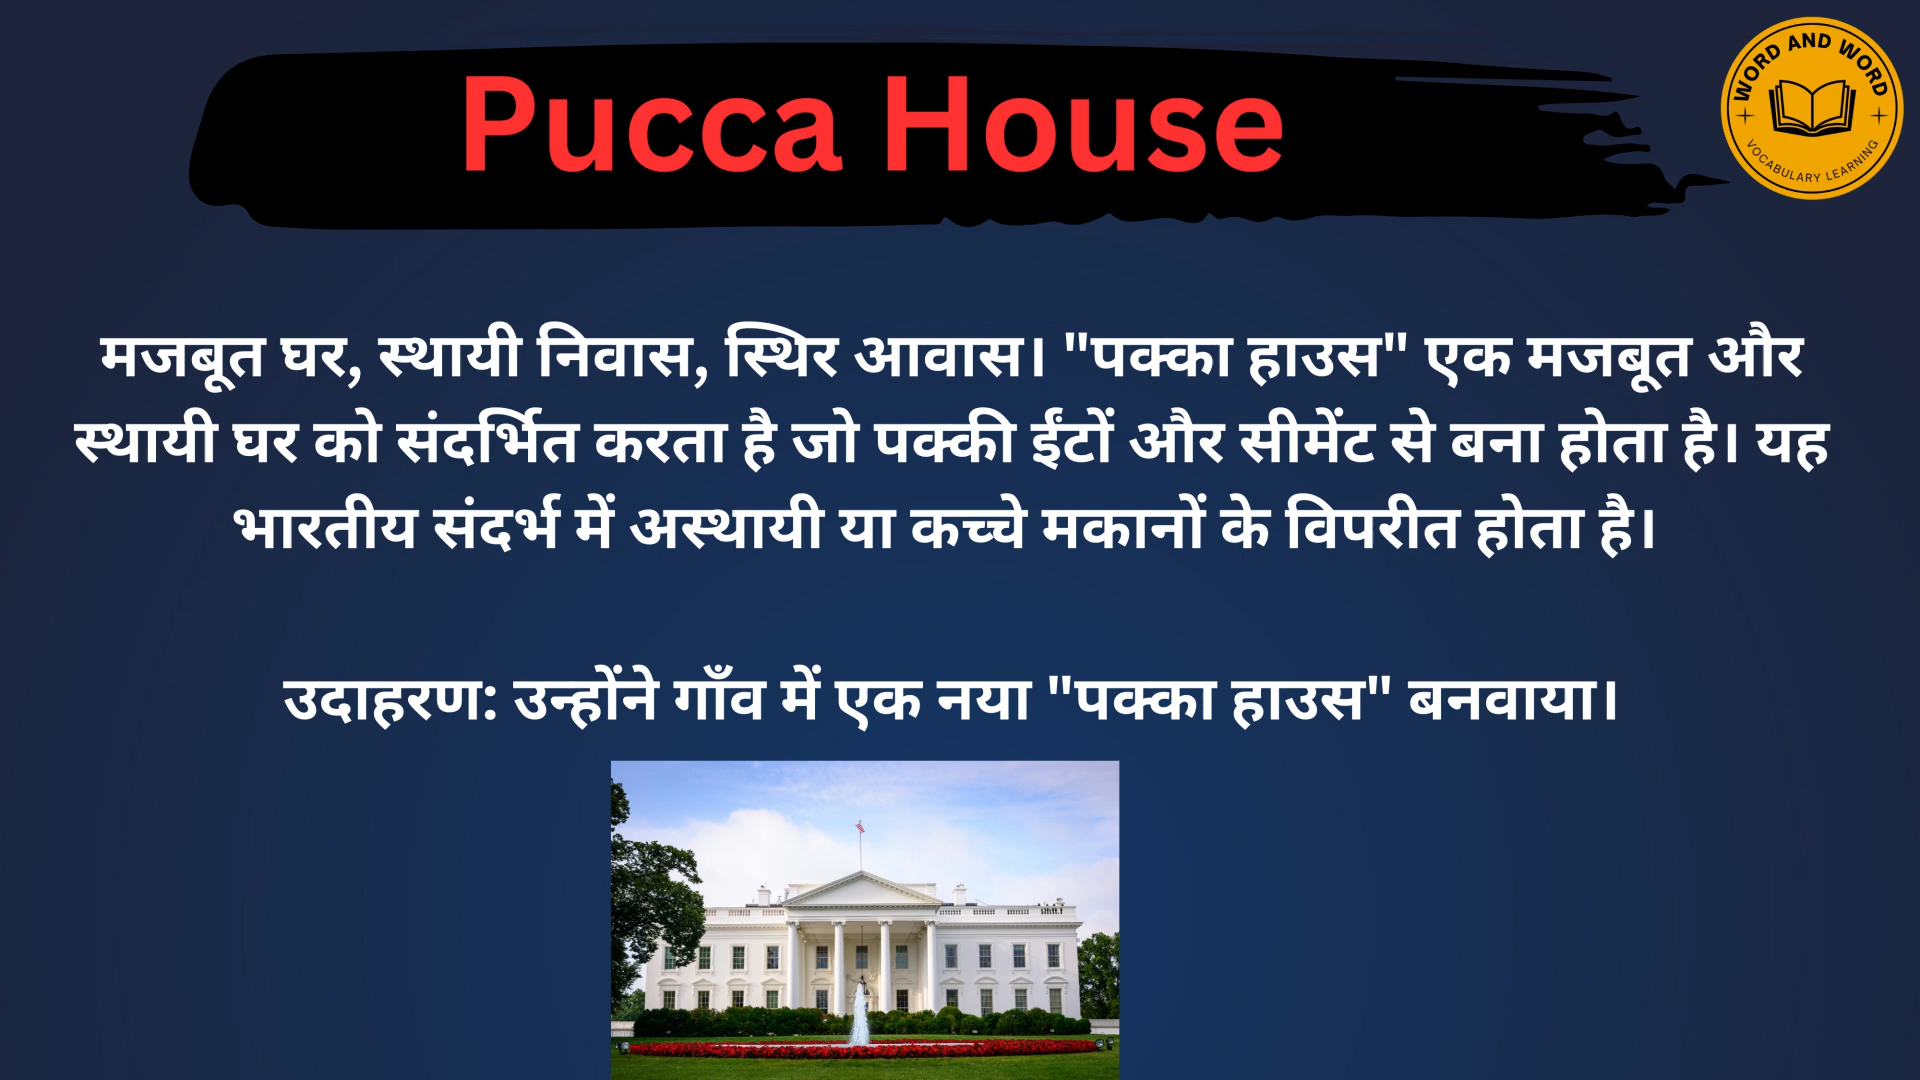 Pucca House
WORD AND WORD
VOCABULARY LEARNING
मजबूत घर, स्थायी निवास, स्थिर आवास। "पक्का हाउस" एक मजबूत और
स्थायी घर को संदर्भित करता है जो पक्की ईंटों और सीमेंट से बना होता है। यह
भारतीय संदर्भ में अस्थायी या कच्चे मकानों के विपरीत होता है।
उदाहरण: उन्होंने गाँव में एक नया "पक्का हाउस" बनवाया।